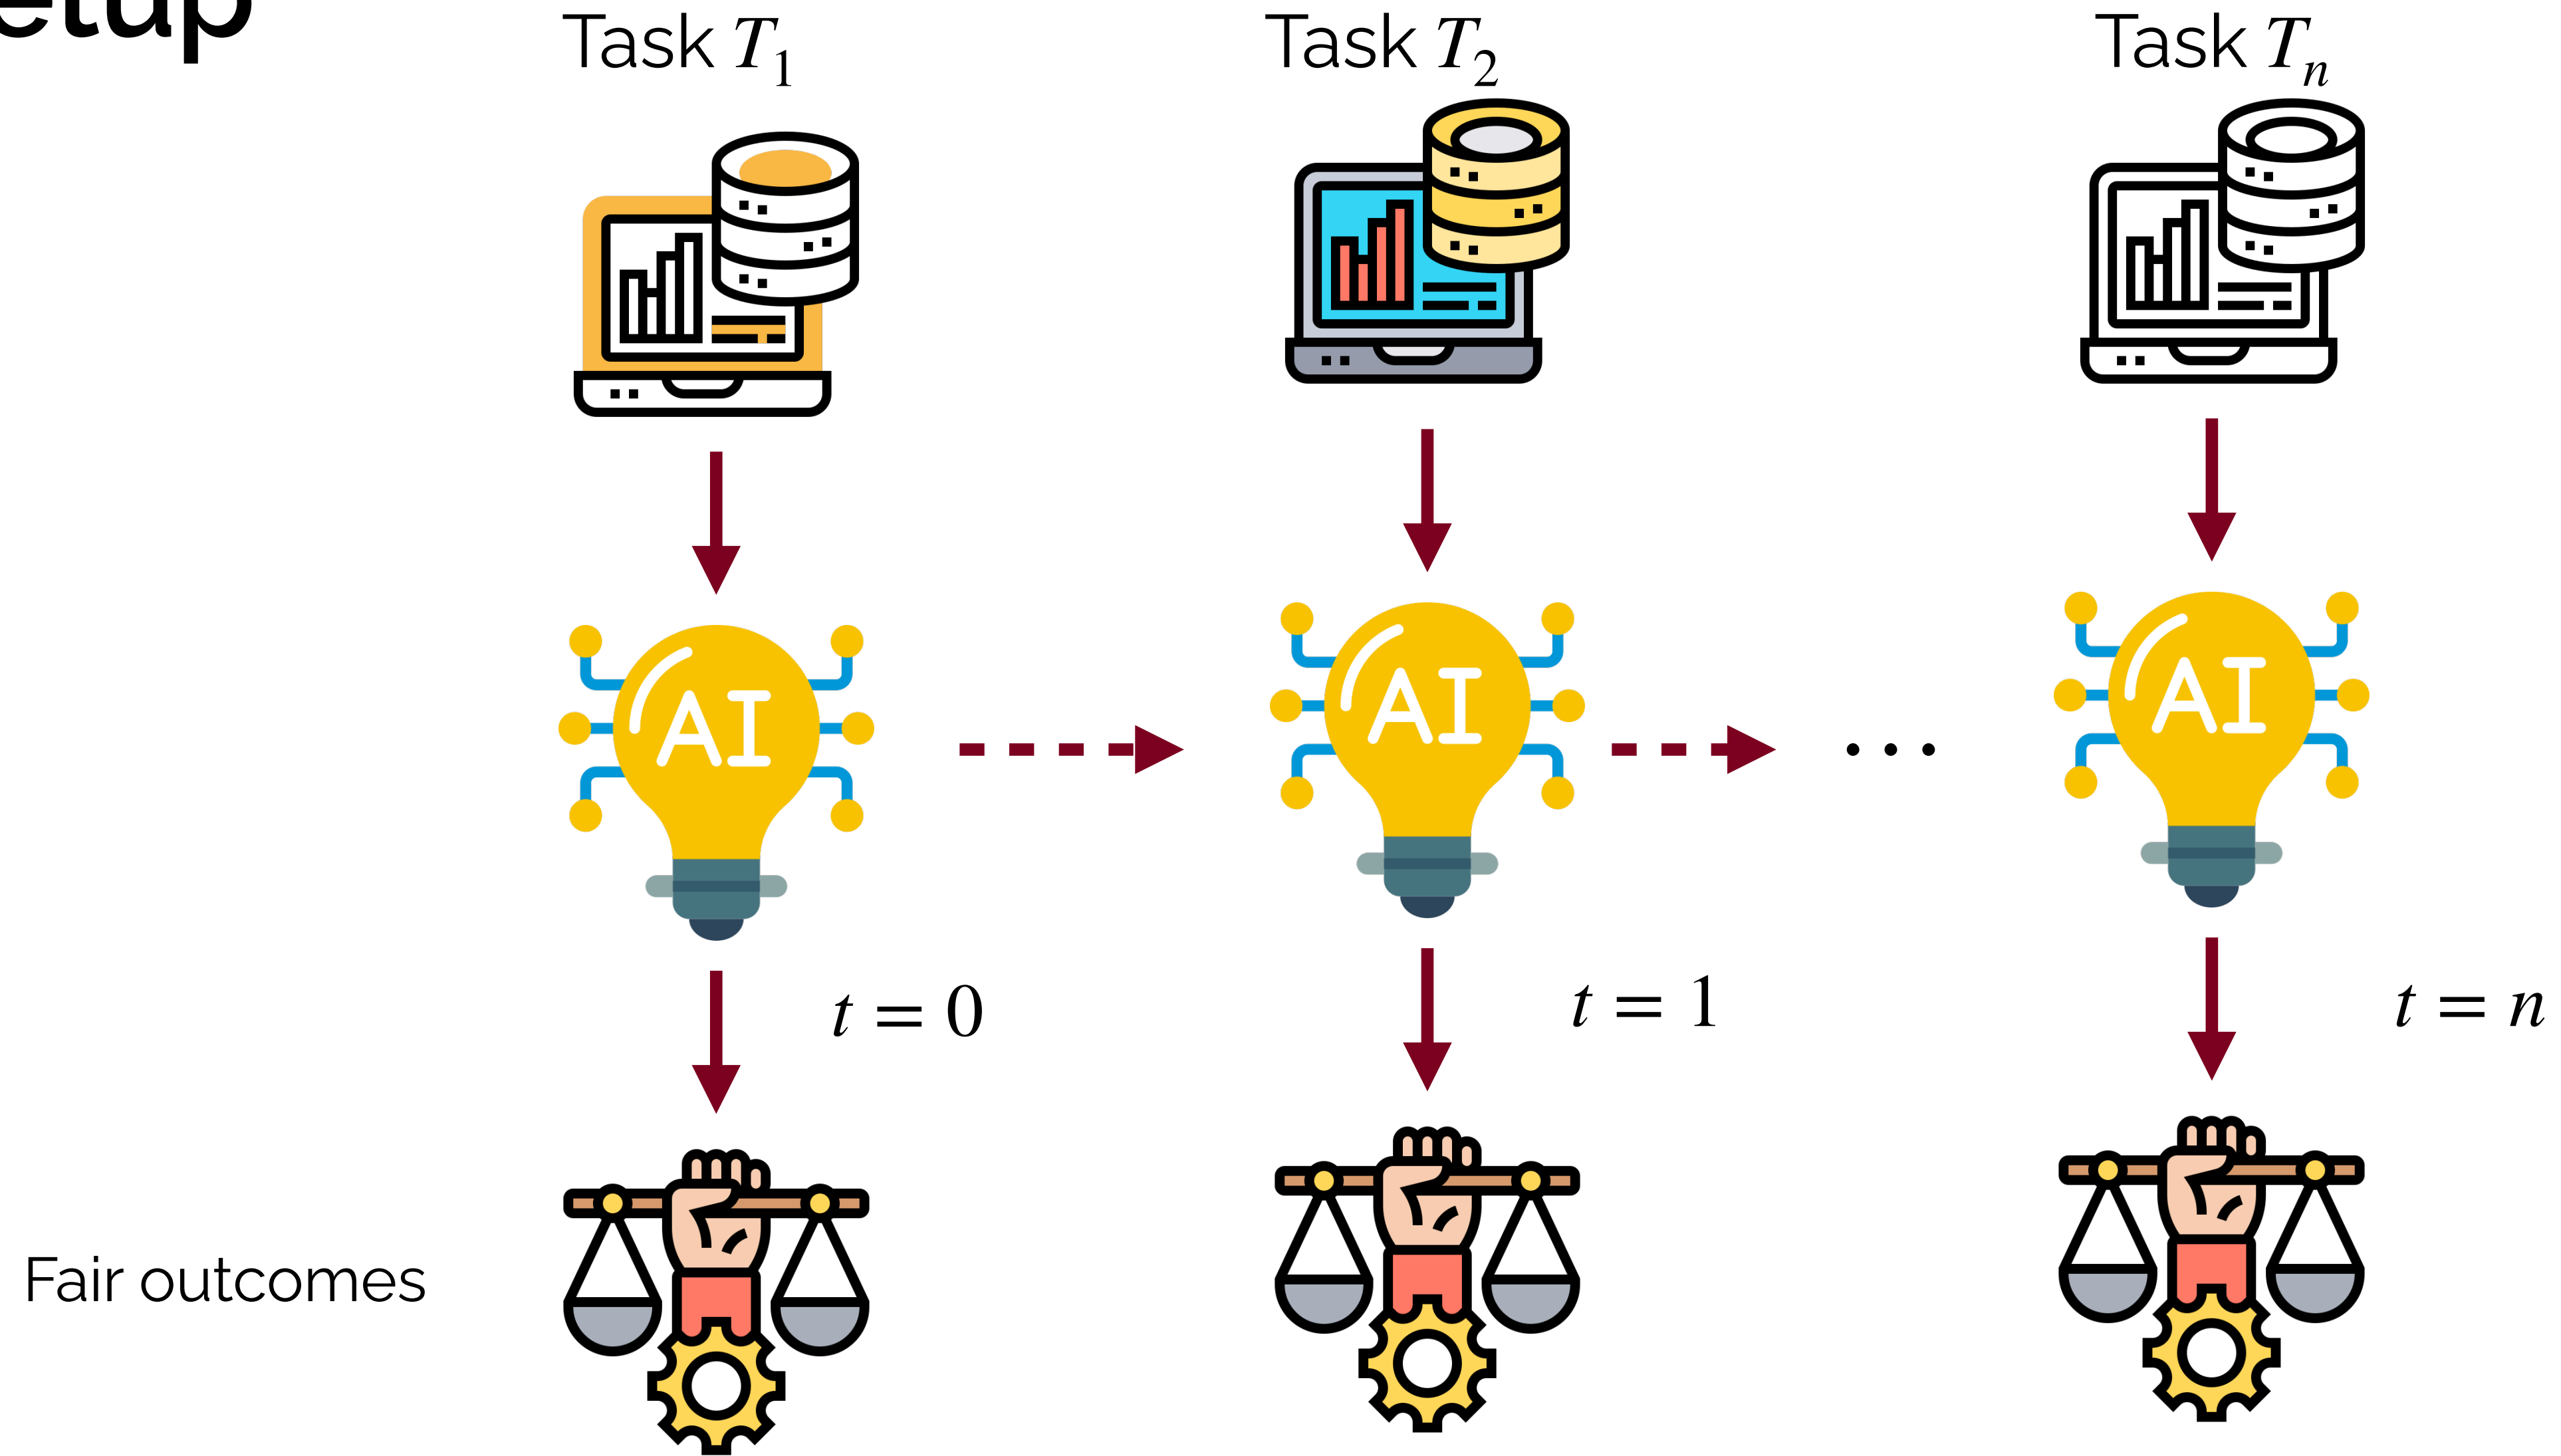 etup
Task T₁
Task T₂
Task Tₙ
AI
AI
AI
. . .
t = 0
t = 1
t = n
Fair outcomes